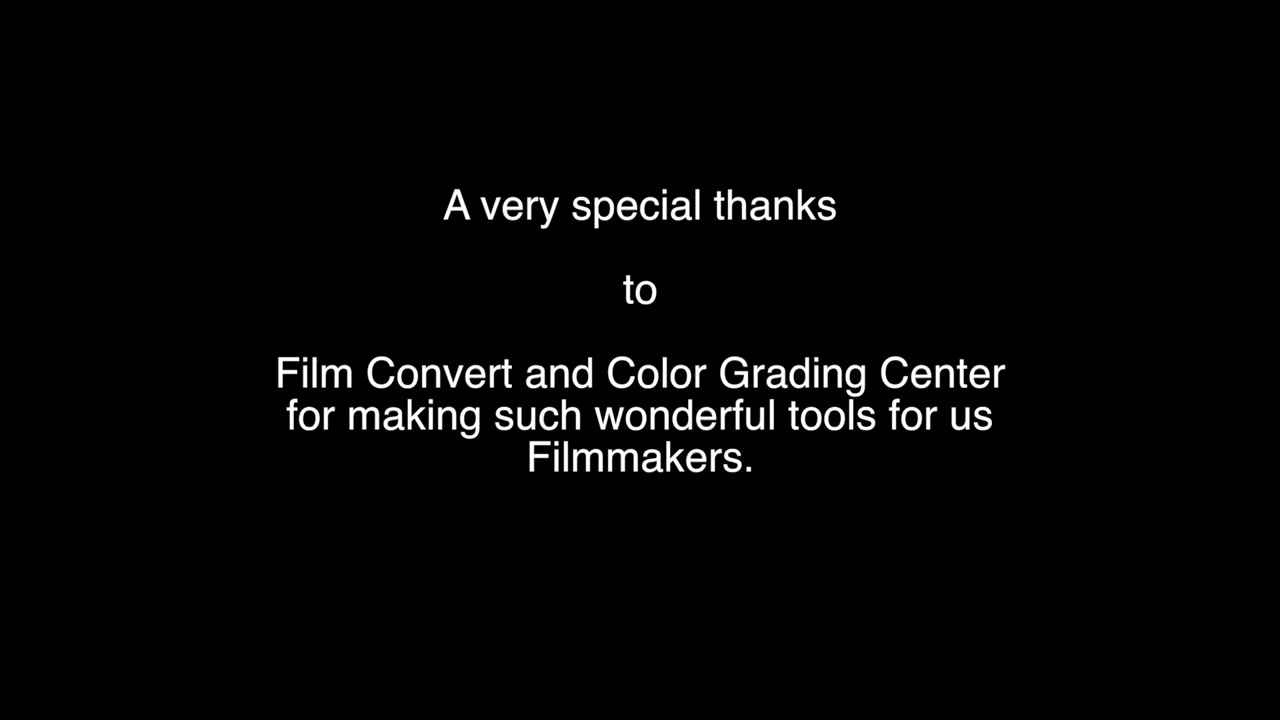 A very special thanks
to
Film Convert and Color Grading Center
for making such wonderful tools for us
Filmmakers.